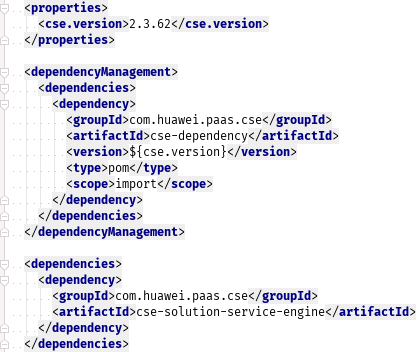 <properties>
<cse.version>2.3.62</cse.version>
</properties>
<dependencyManagement>
<dependencies>
<dependency>
<groupId>com.huawei.paas.cse</groupId>
<artifactId>cse-dependency</artifactId>
<version>${cse.version}</version>
<type>pom</type>
<scope>import</scope>
</dependency>
</dependencies>
</dependencyManagement>
<dependencies>
<dependency>
<groupId>com.huawei.paas.cse</groupId>
<artifactId>cse-solution-service-engine</artifactId>
</dependency>
</dependencies>